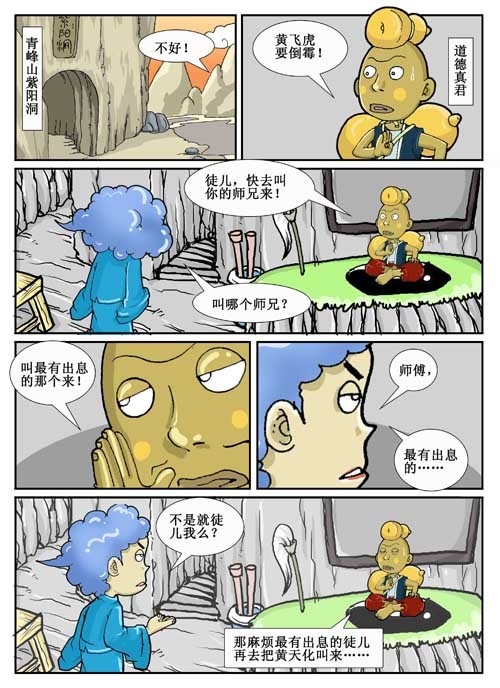 紫阳洞
青峰山紫阳洞
不好！
黄飞虎
要倒霉！
道德真君
徒儿，快去叫
你的师兄来！
叫哪个师兄？
叫最有出息
的那个来！
师傅，
最有出息
的……
不是就徒
儿我么？
那麻烦最有出息的徒儿
再去把黄天化叫来……